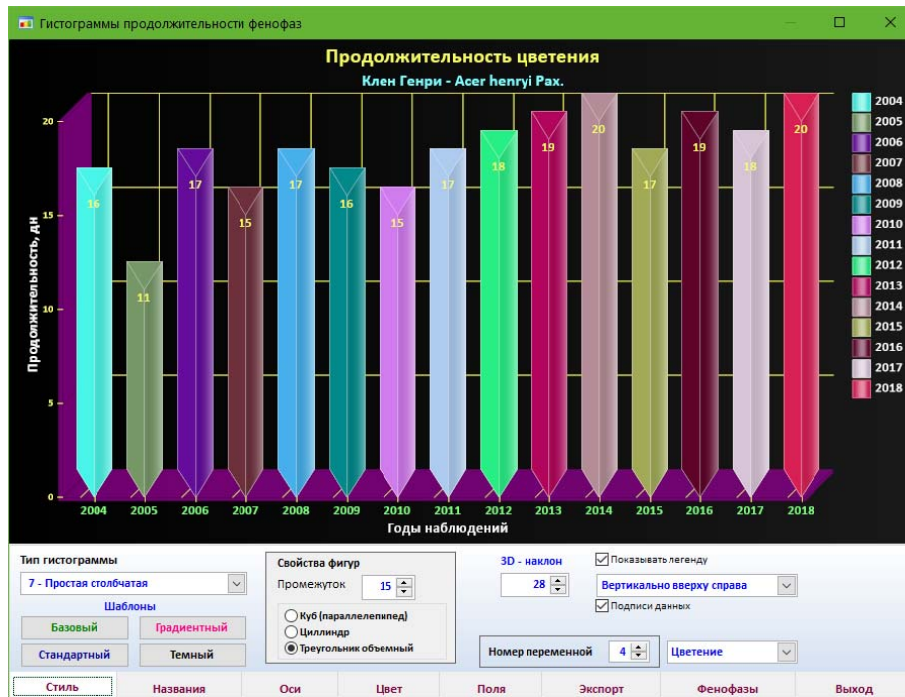 Гистограммы продолжительности фенофаз
Продолжительность цветения
Клен Генри - Acer henryi Pax.
Продолжительность, дн
20
15
10
5
0
16
11
17
15
17
16
15
17
18
19
20
17
19
18
20
2004 2005 2006 2007 2008 2009 2010 2011 2012 2013 2014 2015 2016 2017 2018
Годы наблюдений
2004
2005
2006
2007
2008
2009
2010
2011
2012
2013
2014
2015
2016
2017
2018
Тип гистограммы
7 - Простая столбчатая
Шаблоны
Базовый Градиентный
Стандартный Темный
Свойства фигур
Промежуток 15
Куб (параллелепипед)
Циллиндр
Треугольник объемный
3D - наклон
28
Показывать легенду
Вертикально вверху справа
Подписи данных
Номер переменной 4 Цветение
Стиль Названия Оси Цвет Поля Экспорт Фенофазы Выход